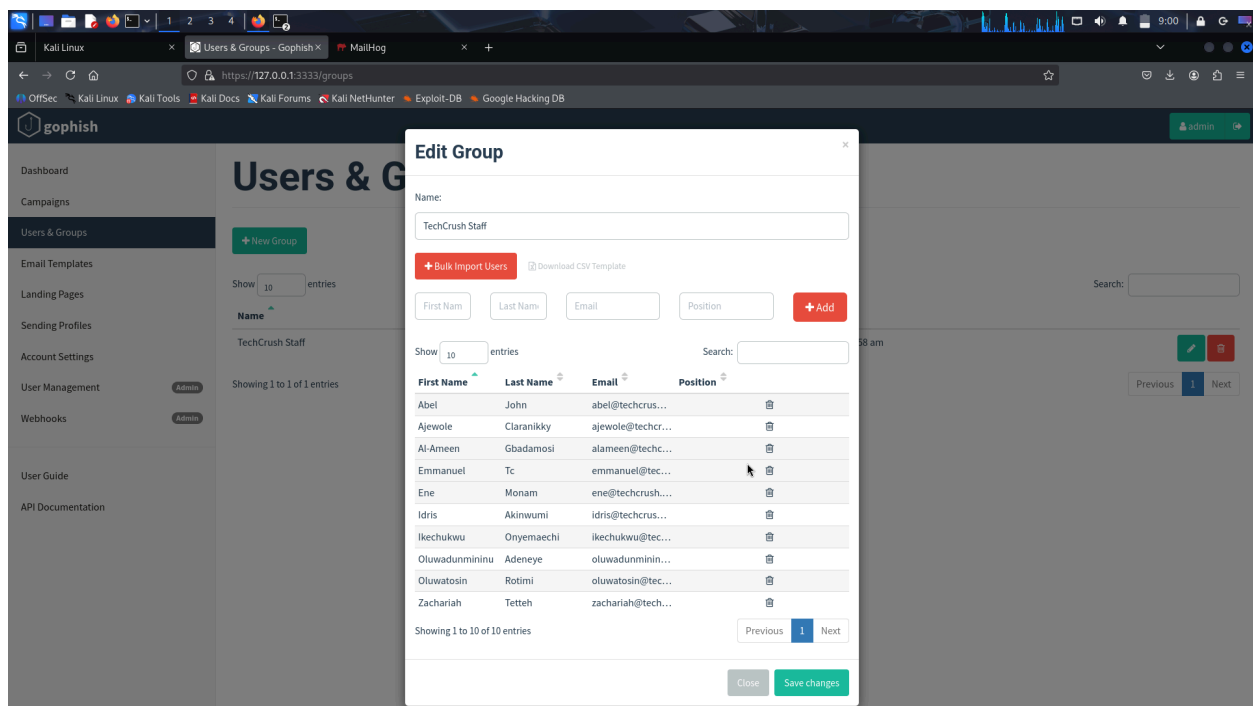 1 2 3 4
9:00
Kali Linux
Users & Groups - Gophish
MailHog
https://127.0.0.1:3333/groups
OffSec Kali Linux Kali Tools Kali Docs Kali Forums Kali NetHunter Exploit-DB Google Hacking DB
gophish
admin
Dashboard
Campaigns
Users & Groups
Email Templates
Landing Pages
Sending Profiles
Account Settings
User Management Admin
Webhooks Admin
User Guide
API Documentation
Users & G
+ New Group
Show 10 entries
Search:
Name
TechCrush Staff
58 am
Showing 1 to 1 of 1 entries
Previous 1 Next
Edit Group
×
Name:
TechCrush Staff
+ Bulk Import Users
Download CSV Template
First Nam Last Nam Email Position + Add
Show 10 entries Search:
First Name Last Name Email Position
Abel John abel@techcrus...
Ajewole Claranikky ajewole@techcr...
Al-Ameen Gbadamosi alameen@techc...
Emmanuel Tc emmanuel@tec...
Ene Monam ene@techcrush....
Idris Akinwumi idris@techcrus...
Ikechukwu Onyemaechi ikechukwu@tec...
Oluwadunmininu Adeneye oluwadunminin...
Oluwatosin Rotimi oluwatosin@tec...
Zachariah Tetteh zachariah@tech...
Showing 1 to 10 of 10 entries
Previous 1 Next
Close Save changes